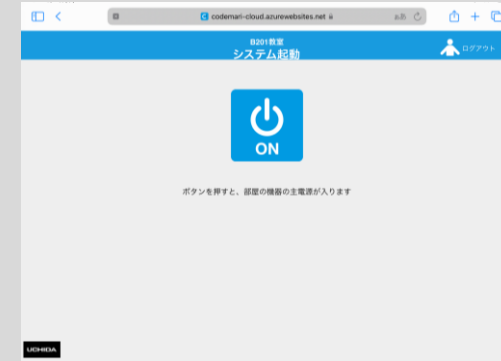 codemari-cloud.azurewebsites.net
ああ
B201教室
システム起動
ログアウト
ON
ボタンを押すと、部屋の機器の主電源が入ります
UCHIDA